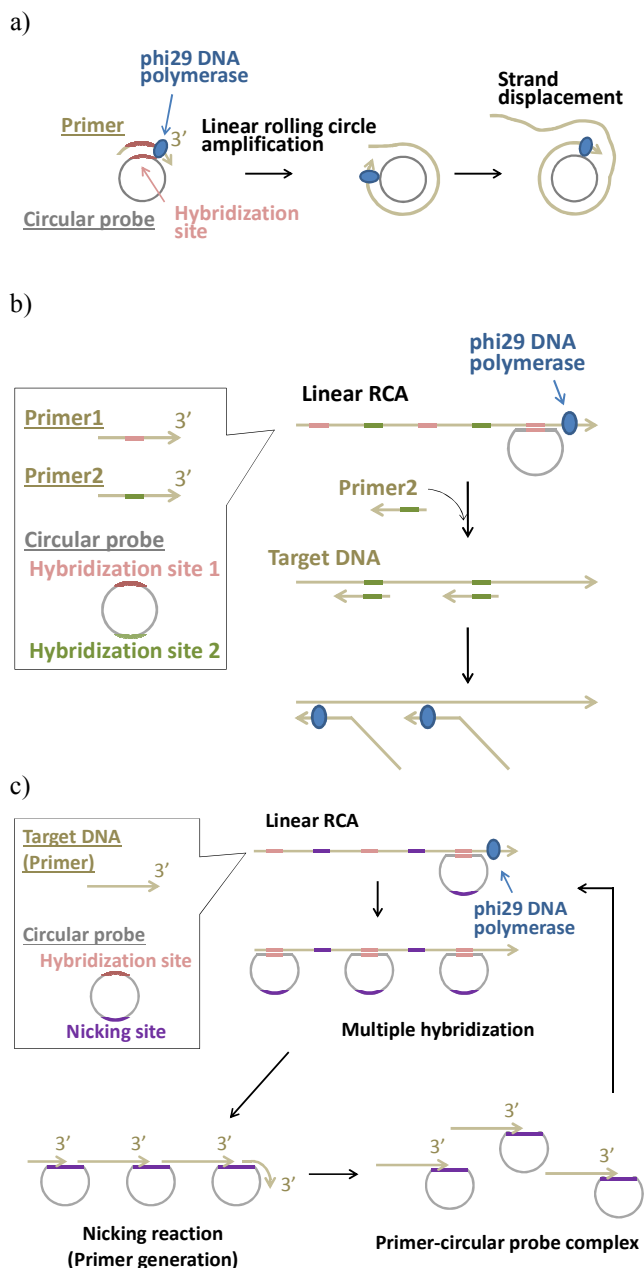 a)
phi29 DNA
polymerase
Primer
3’
Linear rolling circle
amplification
Strand
displacement
Circular probe
Hybridization
site
b)
phi29 DNA
polymerase
Linear RCA
Primer1
3’
Primer2
3’
Circular probe
Hybridization site 1
Hybridization site 2
Primer2
Target DNA
c)
Linear RCA
Target DNA
(Primer)
3’
Circular probe
Hybridization site
Nicking site
phi29 DNA
polymerase
Multiple hybridization
3’
3’
3’
3’
Nicking reaction
(Primer generation)
3’
3’
3’
Primer-circular probe complex